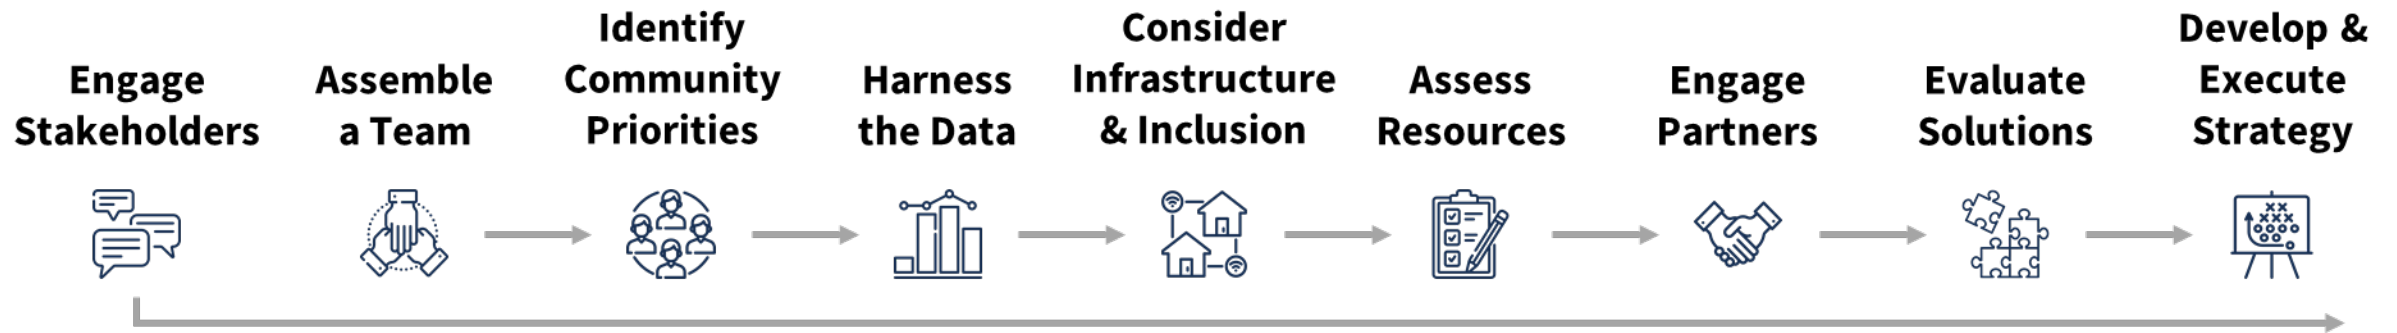 Engage
Stakeholders
Assemble
a Team
Identify
Community
Priorities
Harness
the Data
Consider
Infrastructure
& Inclusion
Assess
Resources
Engage
Partners
Evaluate
Solutions
Develop &
Execute
Strategy